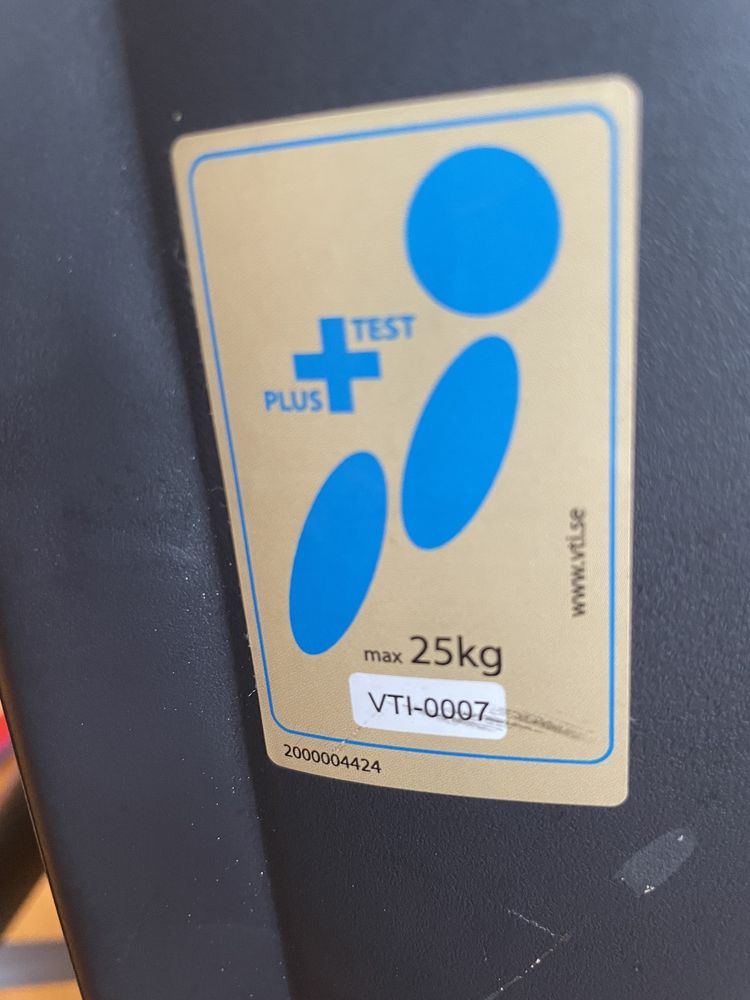 TEST
PLUS
www.vti.se
max 25kg
VTI-0007
2000004424